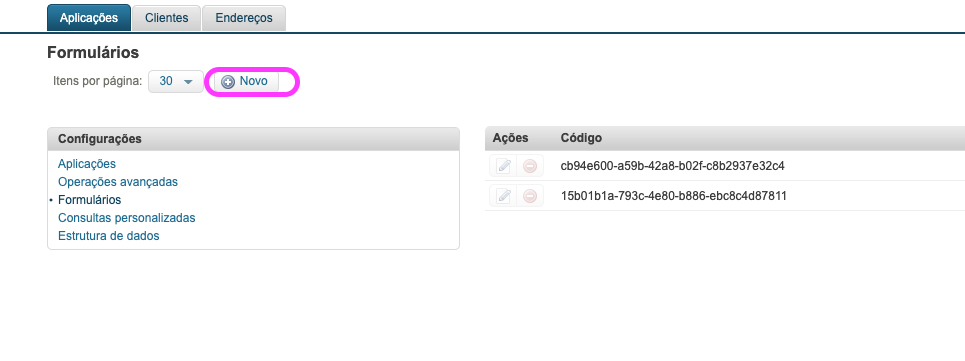 Aplicações Clientes Endereços
Formulários
Itens por página: 30 Novo
Configurações
Aplicações
Operações avançadas
Formulários
Consultas personalizadas
Estrutura de dados
Ações Código
cb94e600-a59b-42a8-b02f-c8b2937e32c4
15b01b1a-793c-4e80-b886-ebc8c4d87811